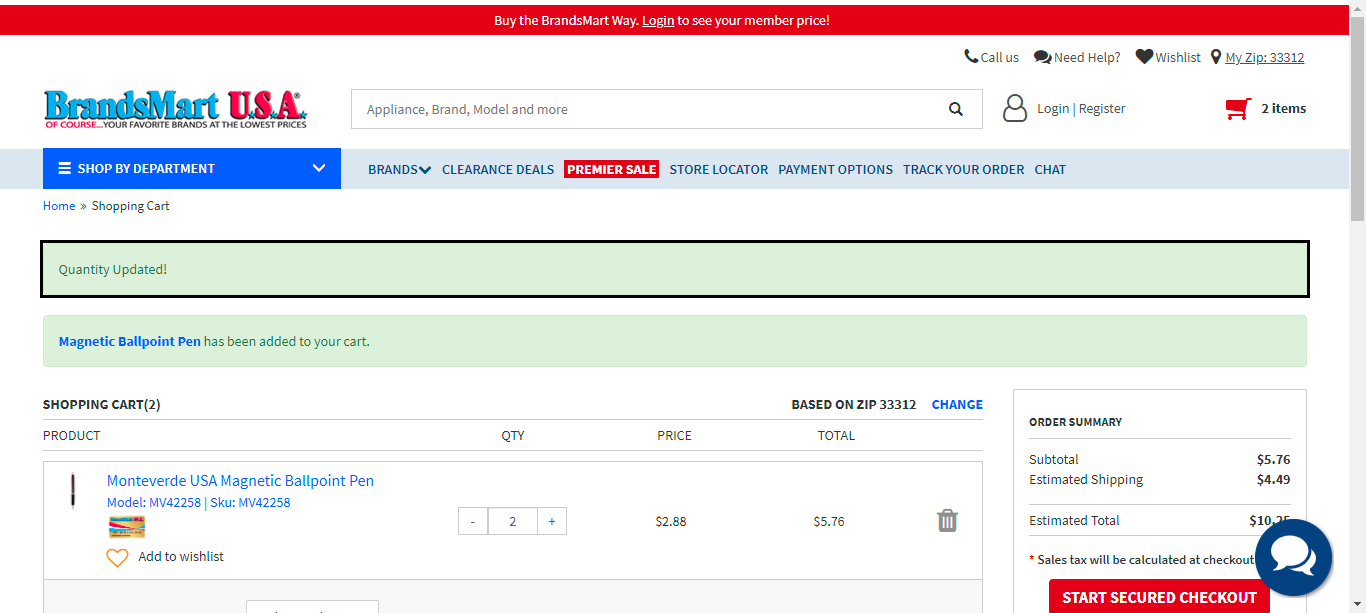 Buy the BrandsMart Way. Login to see your member price!
Call us Need Help? Wishlist My Zip: 33312
BrandsMart U.S.A.®
OF COURSE...YOUR FAVORITE BRANDS AT THE LOWEST PRICES
Appliance, Brand, Model and more
Login | Register
2 items
SHOP BY DEPARTMENT
BRANDS CLEARANCE DEALS PREMIER SALE STORE LOCATOR PAYMENT OPTIONS TRACK YOUR ORDER CHAT
Home » Shopping Cart
Quantity Updated!
Magnetic Ballpoint Pen has been added to your cart.
SHOPPING CART(2)
BASED ON ZIP 33312 CHANGE
PRODUCT QTY PRICE TOTAL
Monteverde USA Magnetic Ballpoint Pen
Model: MV42258 | Sku: MV42258
- 2 + $2.88 $5.76
Add to wishlist
ORDER SUMMARY
Subtotal $5.76
Estimated Shipping $4.49
Estimated Total $10.25
* Sales tax will be calculated at checkout
START SECURED CHECKOUT